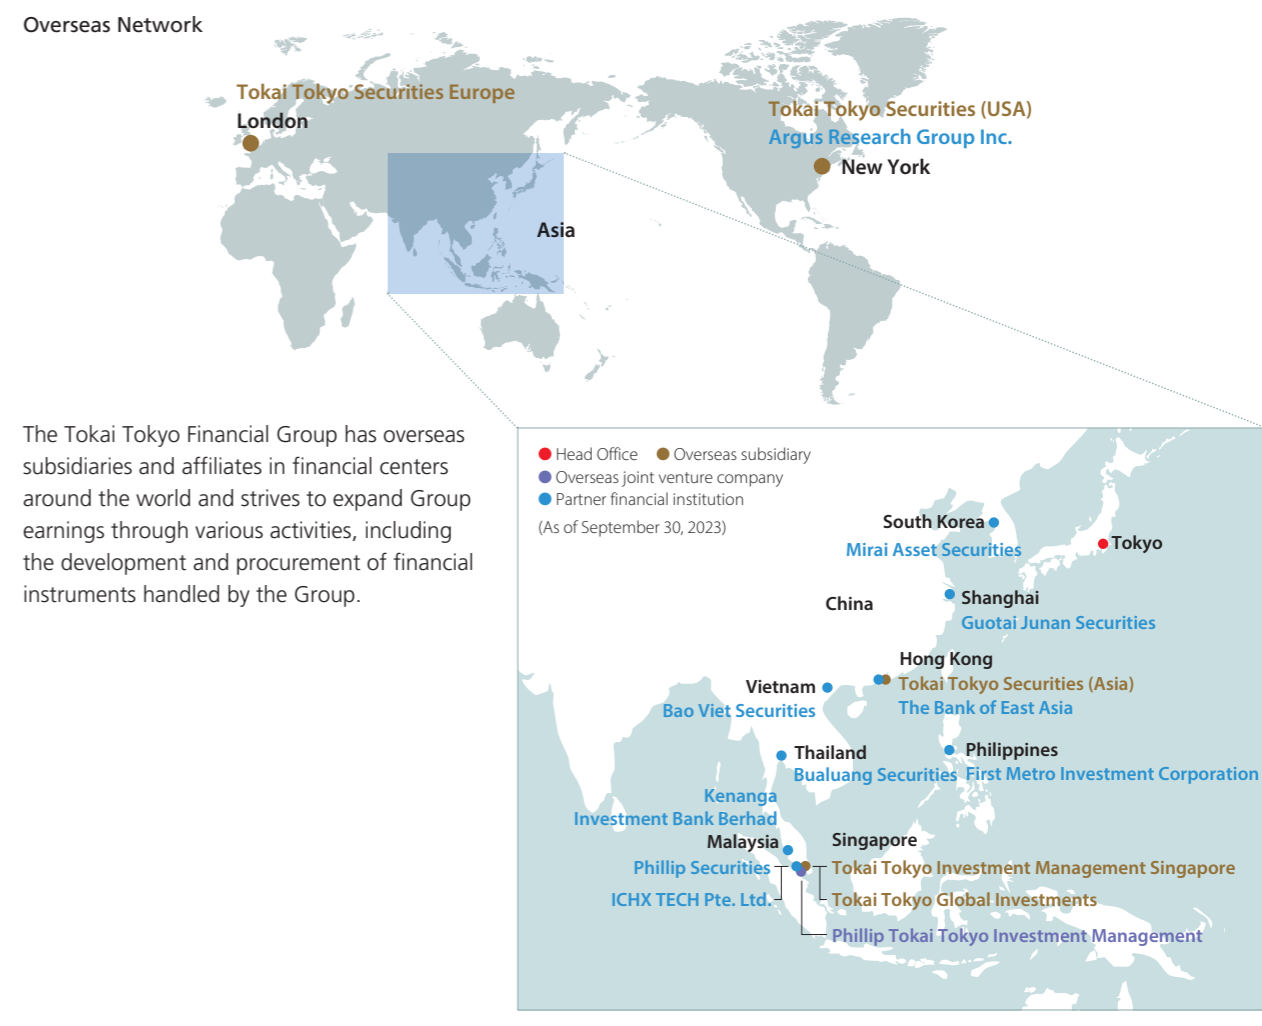 Overseas Network
Tokai Tokyo Securities Europe
London
Tokai Tokyo Securities (USA)
Argus Research Group Inc.
New York
Asia
The Tokai Tokyo Financial Group has overseas
subsidiaries and affiliates in financial centers
around the world and strives to expand Group
earnings through various activities, including
the development and procurement of financial
instruments handled by the Group.
Head Office
Overseas subsidiary
Overseas joint venture company
Partner financial institution
(As of September 30, 2023)
South Korea
Mirai Asset Securities
Tokyo
China
Shanghai
Guotai Junan Securities
Hong Kong
Tokai Tokyo Securities (Asia)
The Bank of East Asia
Vietnam
Bao Viet Securities
Thailand
Bualuang Securities
Philippines
First Metro Investment Corporation
Kenanga
Investment Bank Berhad
Malaysia
Singapore
Phillip Securities
Tokai Tokyo Investment Management Singapore
ICHX TECH Pte. Ltd.
Tokai Tokyo Global Investments
Phillip Tokai Tokyo Investment Management